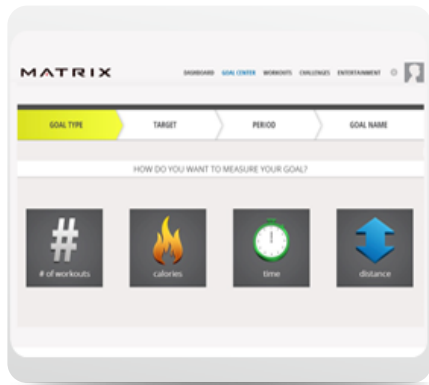 MATRIX
DASHBOARD GOAL CENTER WORKOUTS CHALLENGES ENTERTAINMENT
GOAL TYPE TARGET PERIOD GOAL NAME
HOW DO YOU WANT TO MEASURE YOUR GOAL?
# of workouts calories time distance